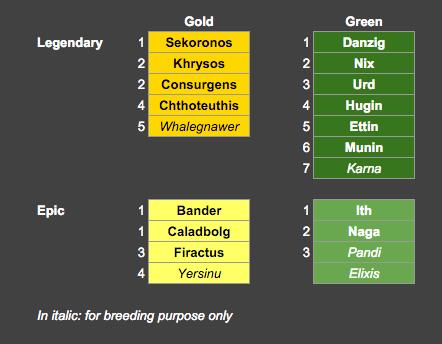 Gold Green
Legendary 1 Sekoronos 1 Danzig
2 Khrysos 2 Nix
2 Consurgens 3 Urd
4 Chthoteuthis 4 Hugin
5 Whalegnawer 5 Ettin
6 Munin
7 Karna
Epic 1 Bander 1 Ith
1 Caladbolg 2 Naga
3 Firactus 3 Pandi
4 Yersinu Elixis
In italic: for breeding purpose only